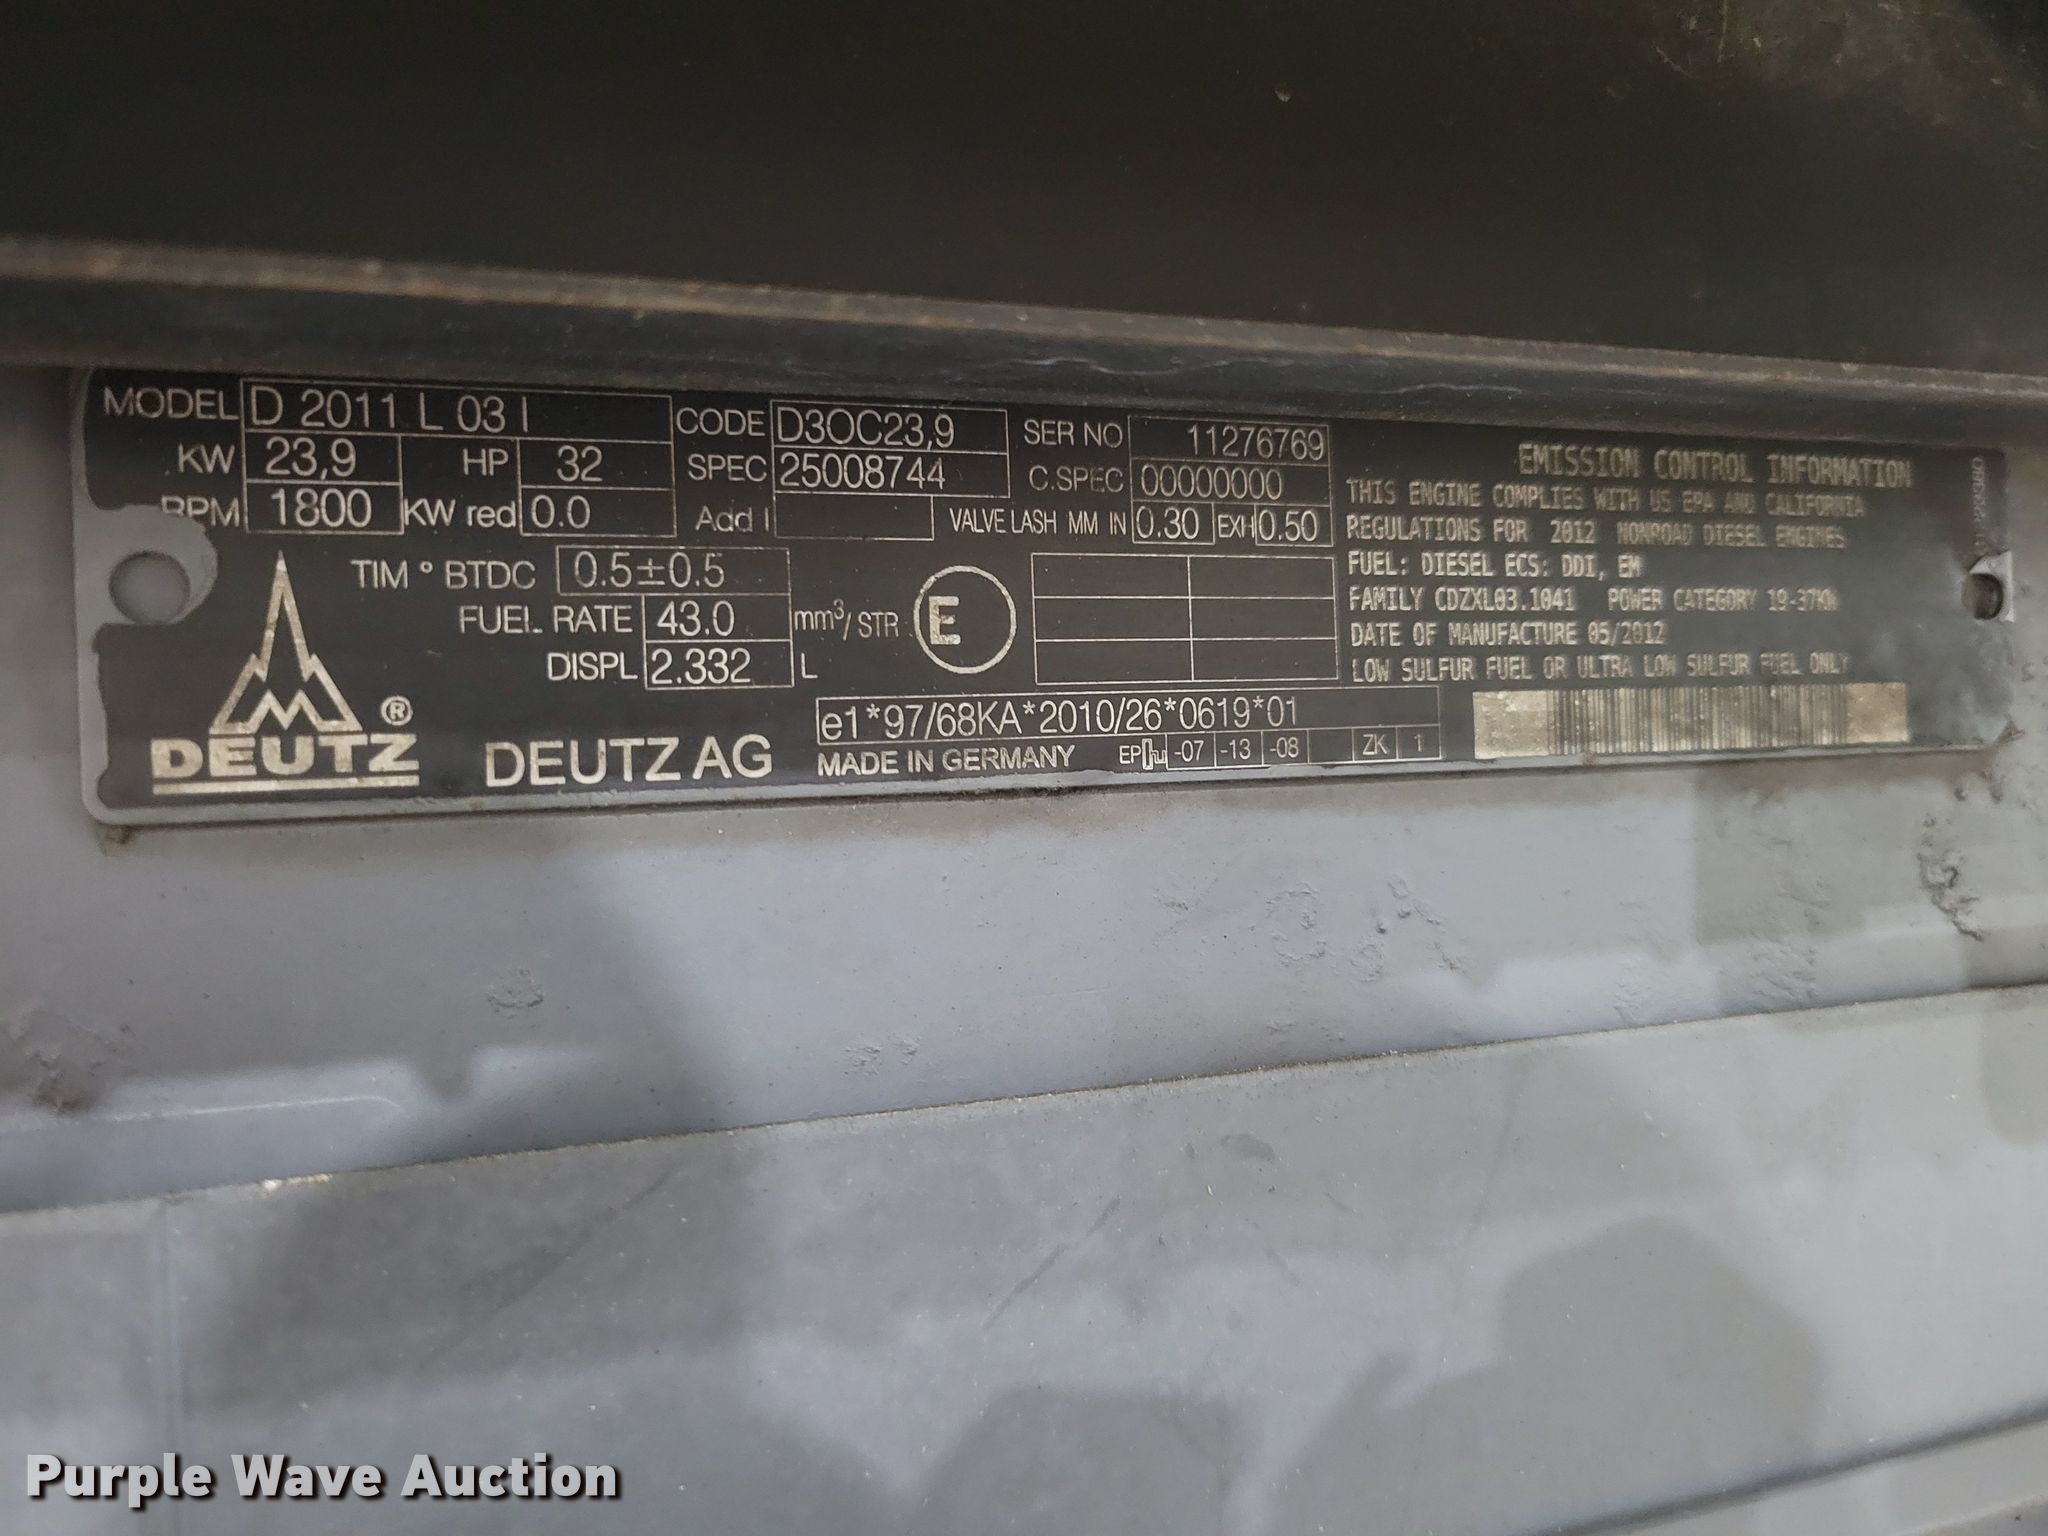 MODEL D 2011 L 03 I
KW 23,9 HP 32
RPM 1800 KW red 0.0
CODE D3OC23,9
SPEC 25008744
Add I
SER NO 11276769
C.SPEC 00000000
VALVE LASH MM IN 0.30 EXH 0.50
TIM ° BTDC 0.5±0.5
FUEL RATE 43.0 mm³/STR
DISPL 2.332 L
E
e1*97/68KA*2010/26*0619*01
DEUTZ ®
DEUTZ AG
MADE IN GERMANY
EP -07 -13 -08 ZK 1
EMISSION CONTROL INFORMATION
THIS ENGINE COMPLIES WITH US EPA AND CALIFORNIA
REGULATIONS FOR 2012 NONROAD DIESEL ENGINES
FUEL: DIESEL ECS: DDI, EM
FAMILY CDZXL03.1041 POWER CATEGORY 19-37KW
DATE OF MANUFACTURE 05/2012
LOW SULFUR FUEL OR ULTRA LOW SULFUR FUEL ONLY
Purple Wave Auction